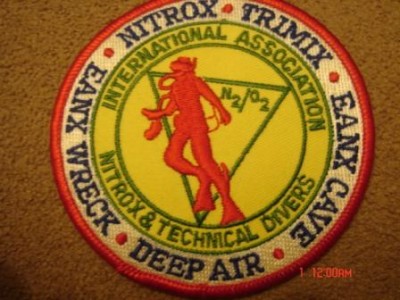 NITROX • TRIMIX • EANX CAVE • DEEP AIR • EANX WRECK •
INTERNATIONAL ASSOCIATION
N2/O2
NITROX & TECHNICAL DIVERS
1 12:00AM